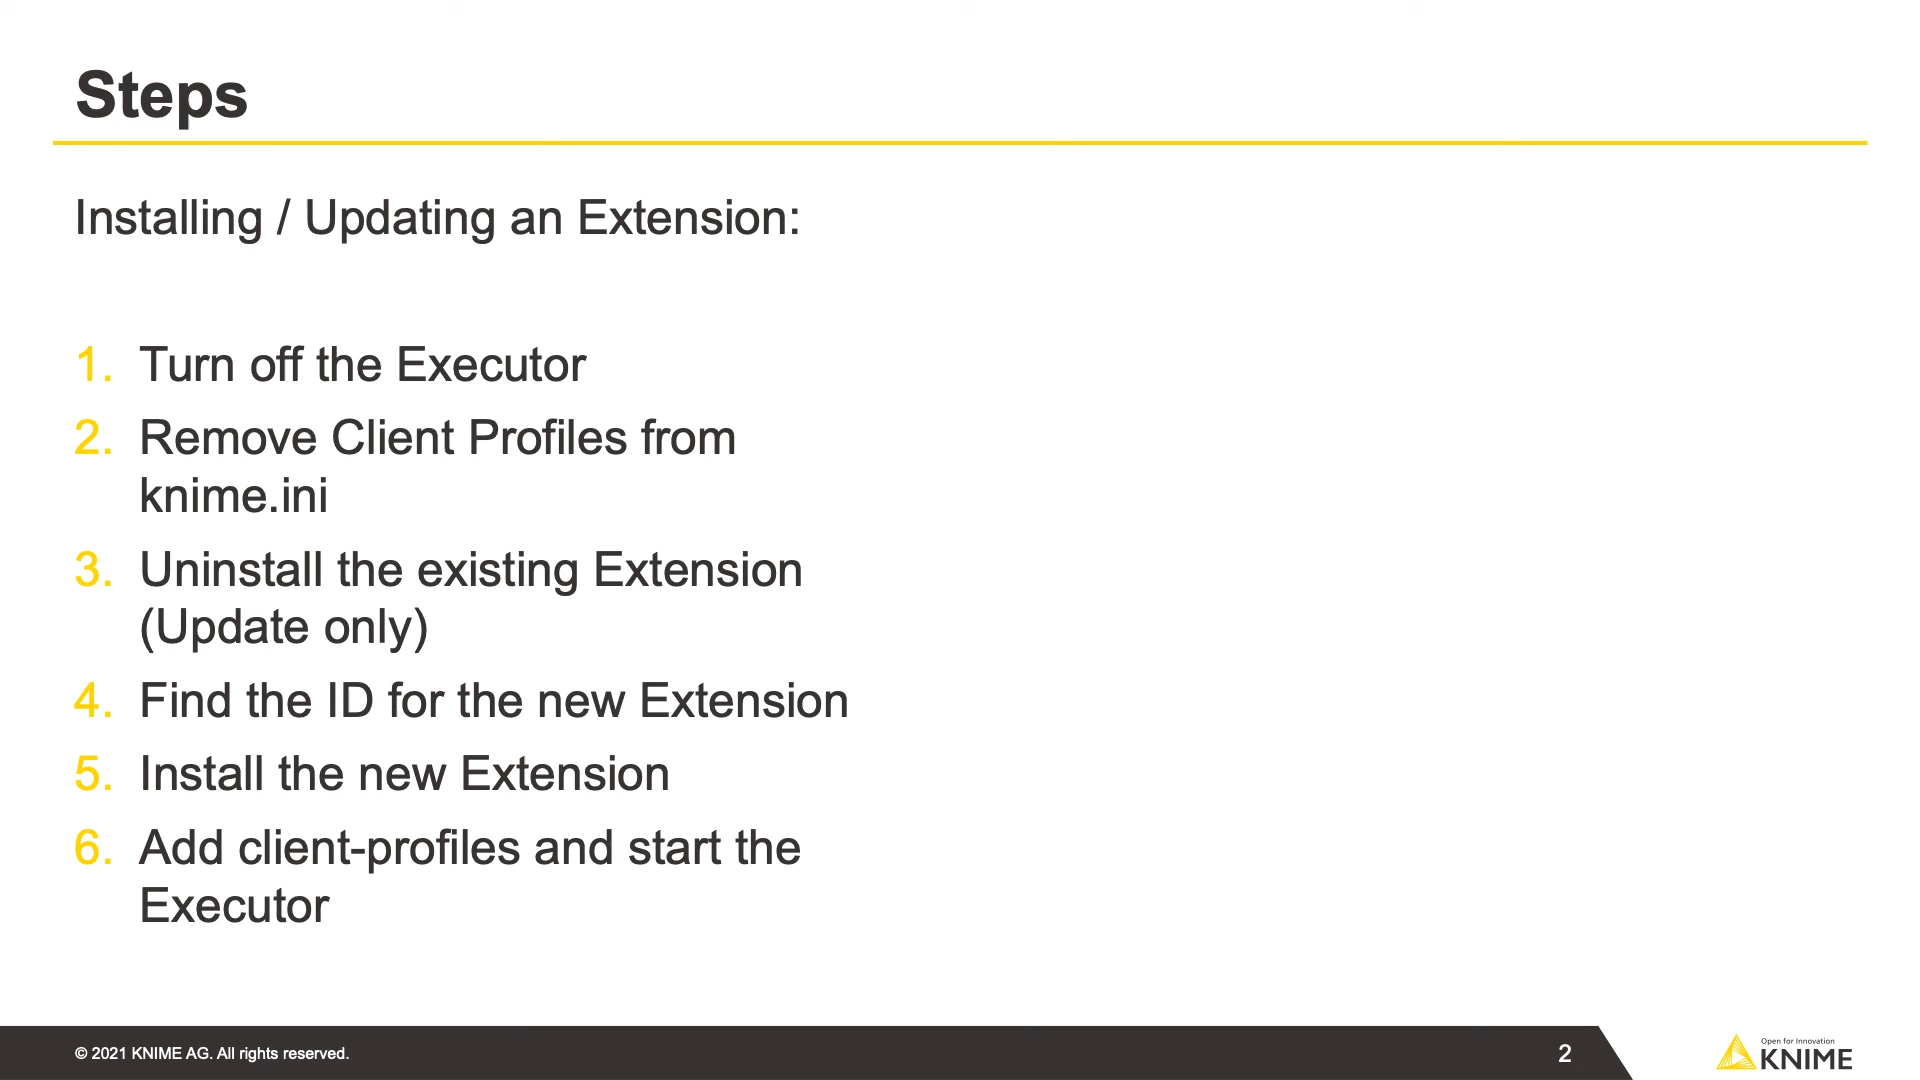 Steps
Installing / Updating an Extension:
1. Turn off the Executor
2. Remove Client Profiles from
knime.ini
3. Uninstall the existing Extension
(Update only)
4. Find the ID for the new Extension
5. Install the new Extension
6. Add client-profiles and start the
Executor
© 2021 KNIME AG. All rights reserved.
2
Open for Innovation
KNIME